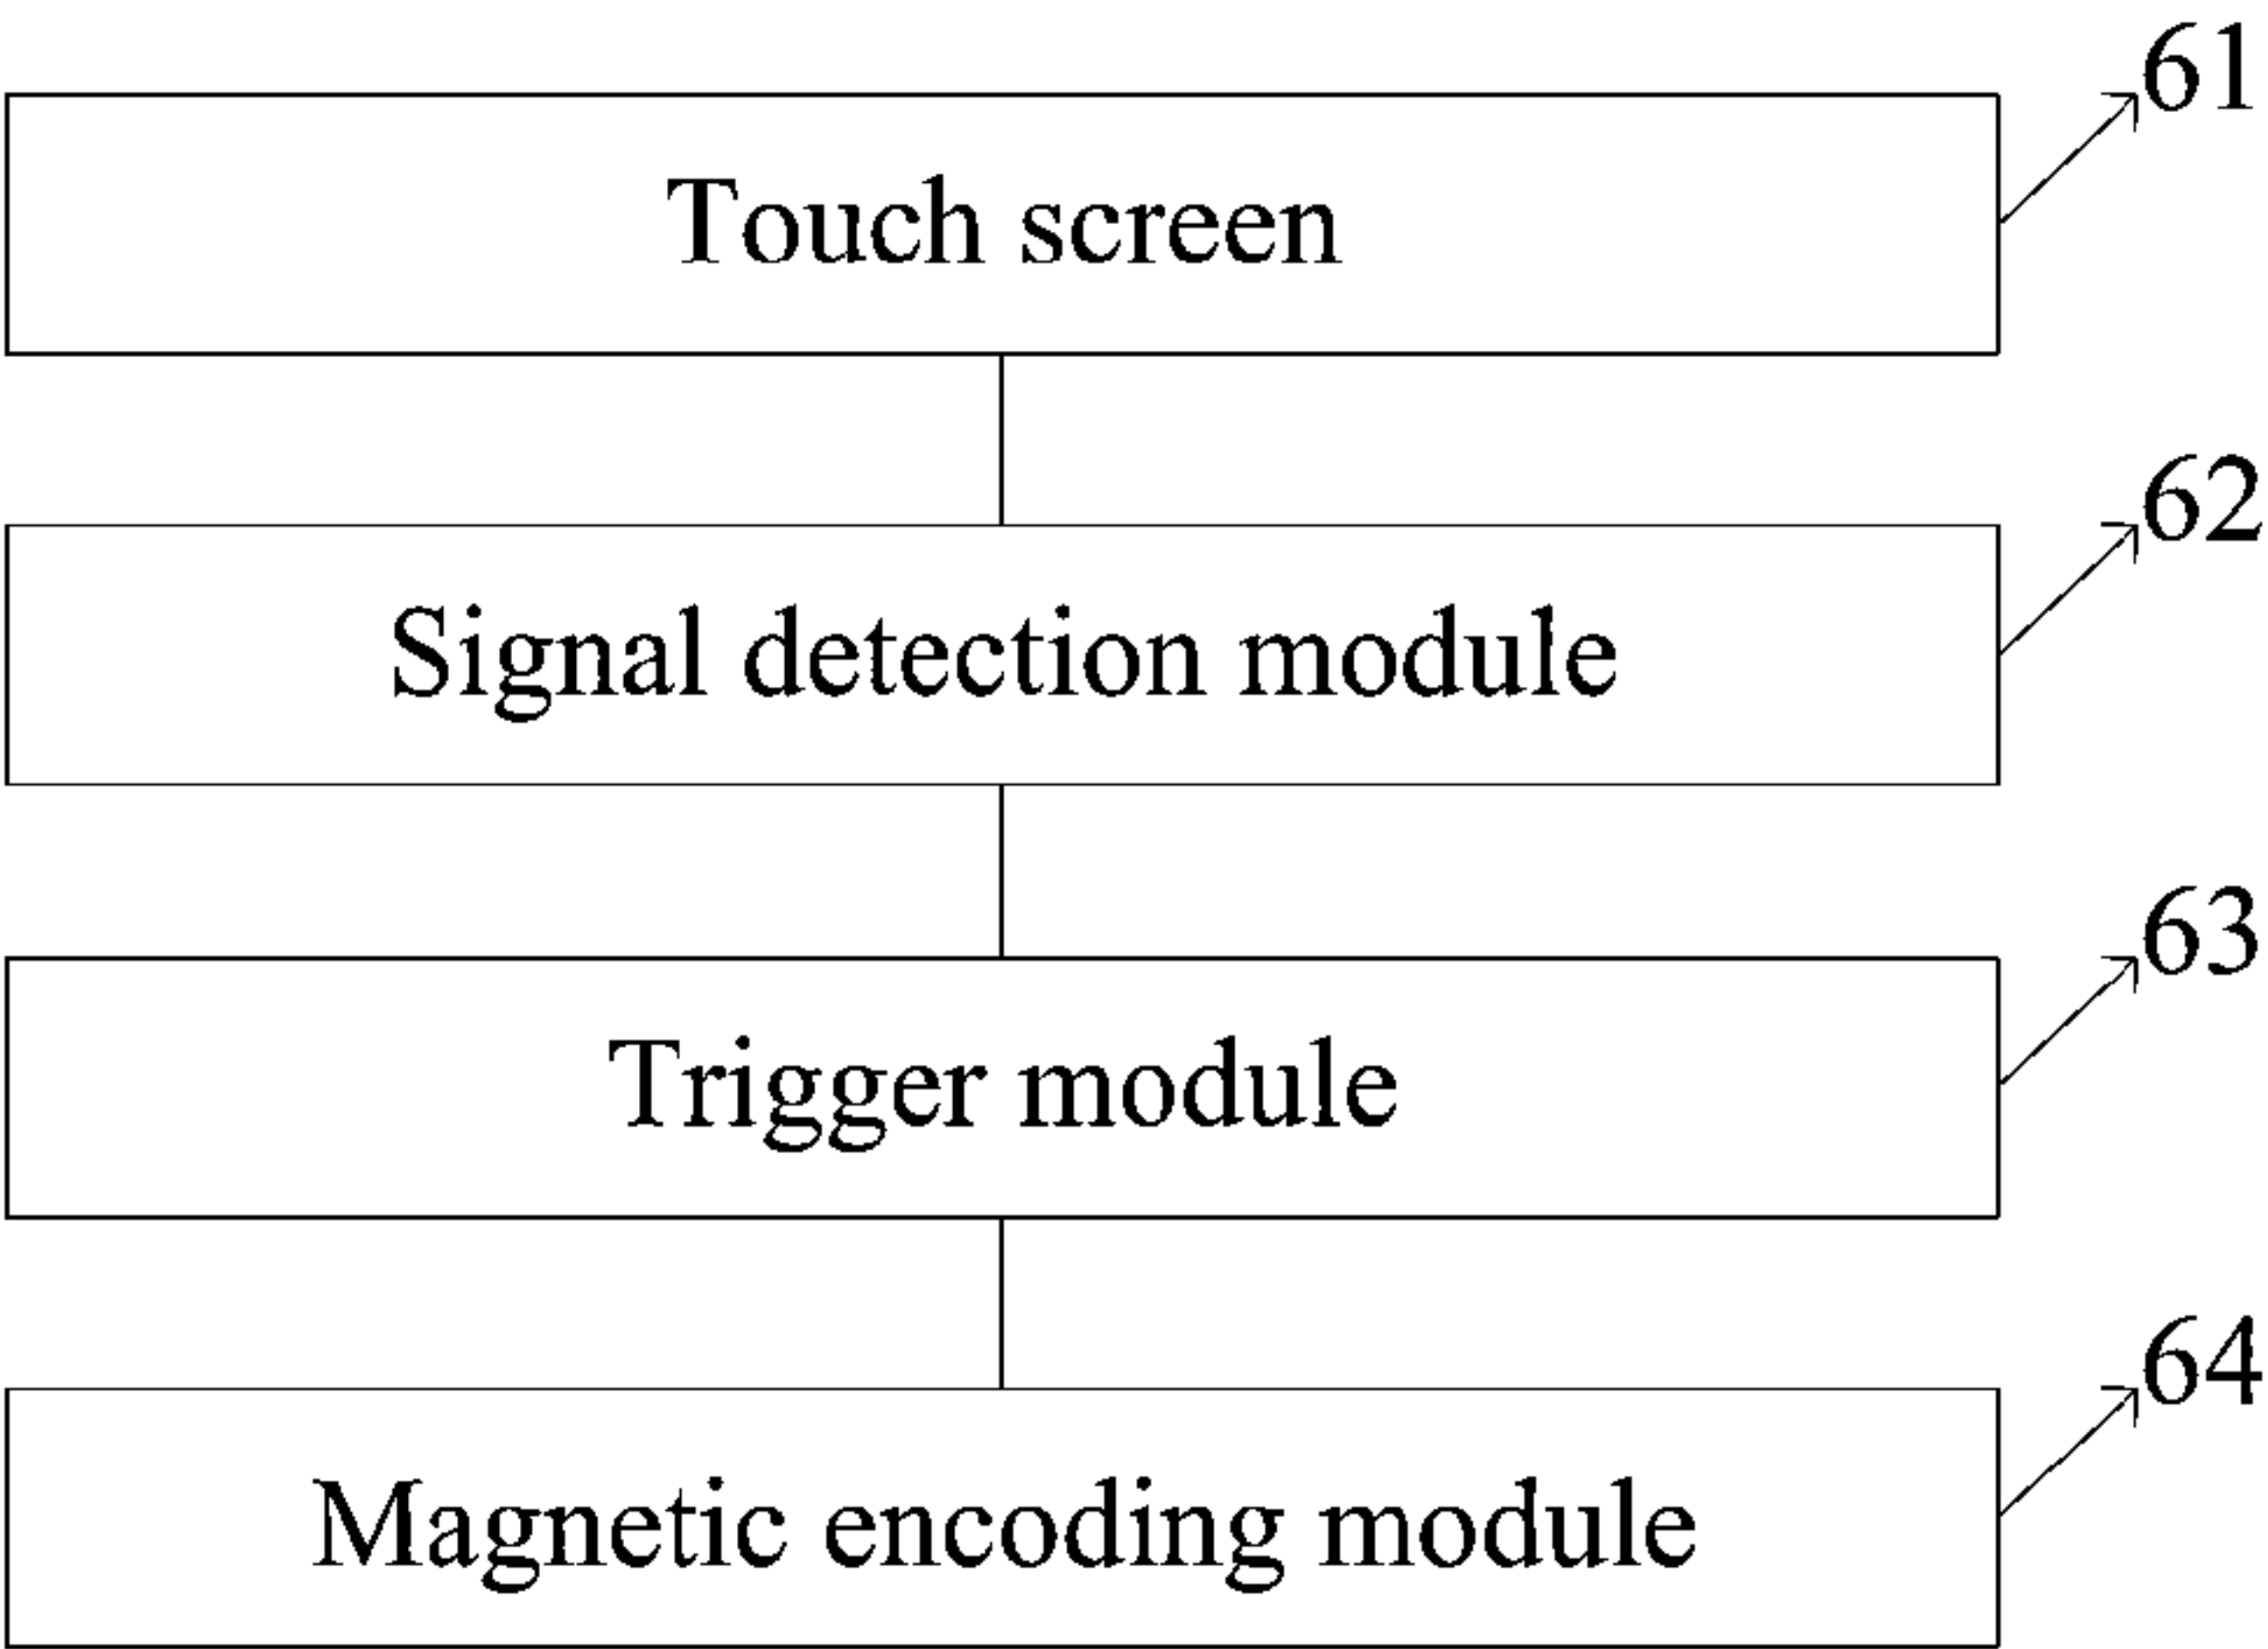 61
Touch screen
62
Signal detection module
63
Trigger module
64
Magnetic encoding module